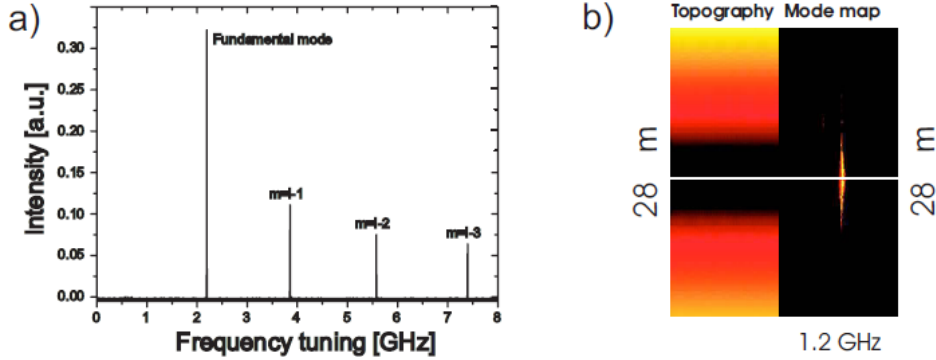 a)
Intensity [a.u.]
0.30
0.25
0.20
0.15
0.10
0.05
0.00
Fundamental mode
m=l-1
m=l-2
m=l-3
0 1 2 3 4 5 6 7 8
Frequency tuning [GHz]
b)
Topography Mode map
28 m
28 m
1.2 GHz